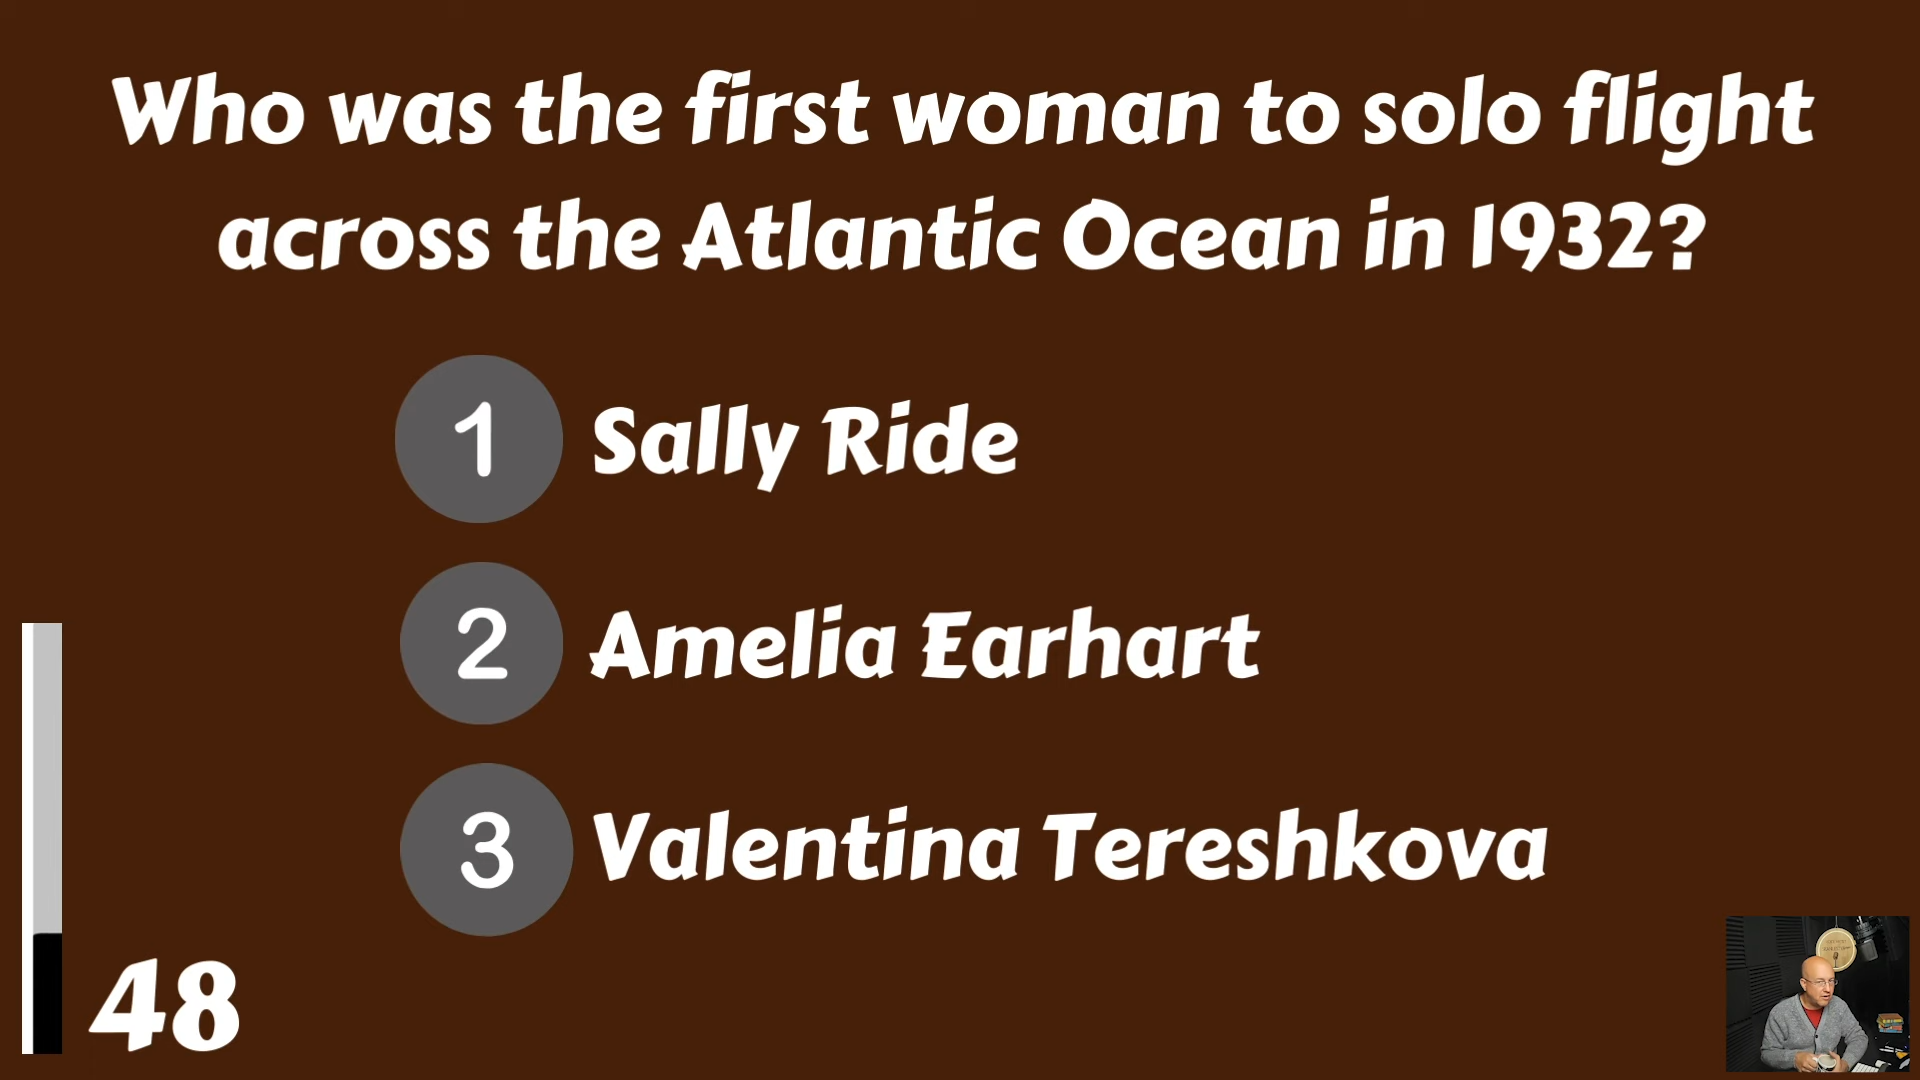 Who was the first woman to solo flight
across the Atlantic Ocean in 1932?
1 Sally Ride
2 Amelia Earhart
3 Valentina Tereshkova
48